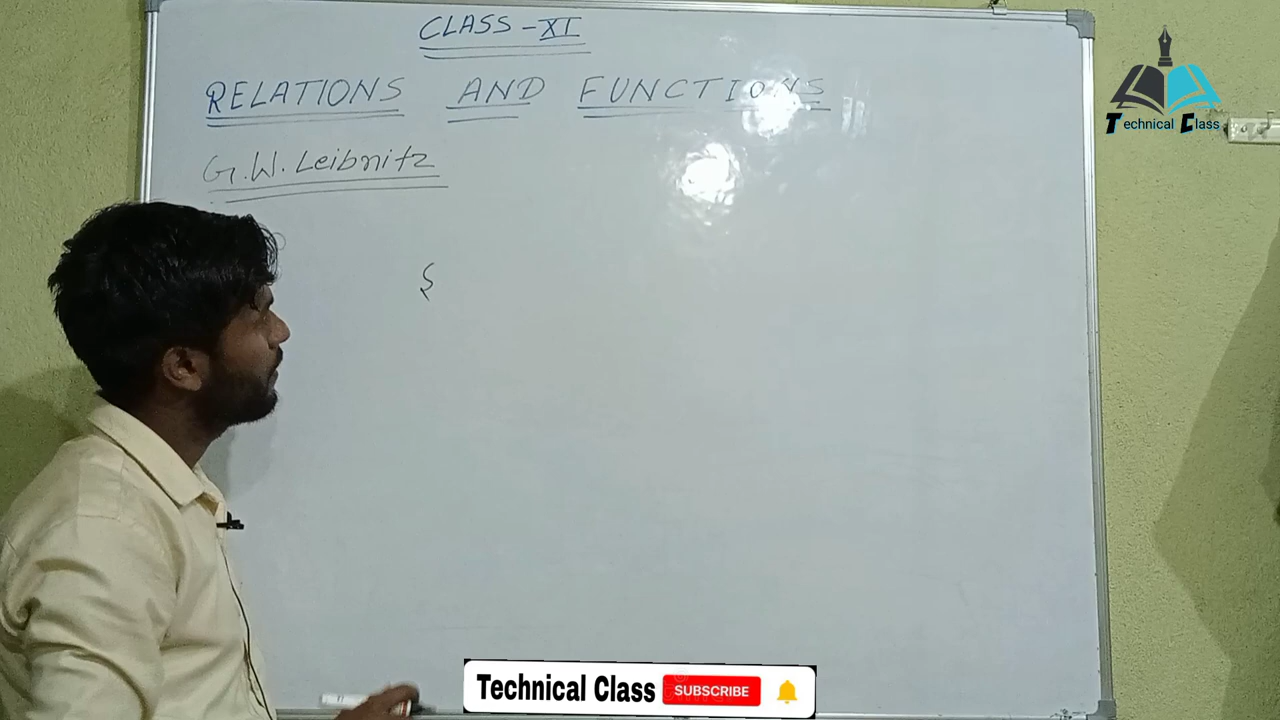 CLASS - XI
RELATIONS AND FUNCTIONS
G.W. Leibnitz
Technical Class
Technical Class SUBSCRIBE